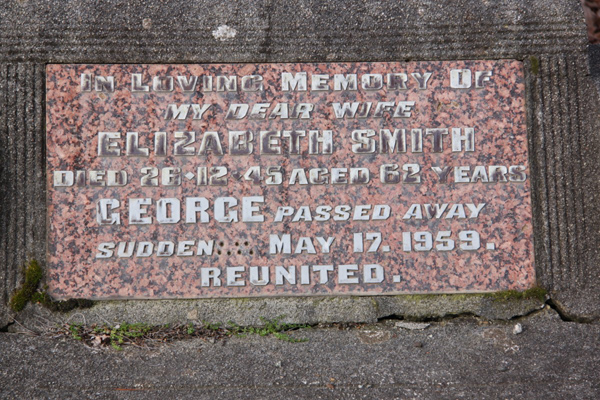 IN LOVING MEMORY OF
MY DEAR WIFE
ELIZABETH SMITH
DIED 26·12·45 AGED 62 YEARS
GEORGE PASSED AWAY
SUDDEN MAY 17. 1959.
REUNITED.